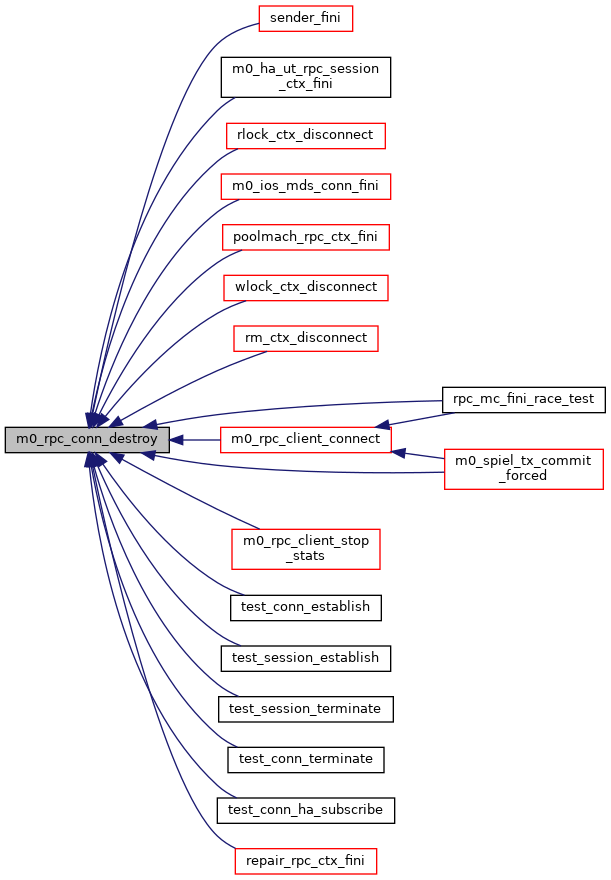 sender_fini
m0_ha_ut_rpc_session
_ctx_fini
rlock_ctx_disconnect
m0_ios_mds_conn_fini
poolmach_rpc_ctx_fini
wlock_ctx_disconnect
rm_ctx_disconnect
rpc_mc_fini_race_test
m0_rpc_conn_destroy
m0_rpc_client_connect
m0_spiel_tx_commit
_forced
m0_rpc_client_stop
_stats
test_conn_establish
test_session_establish
test_session_terminate
test_conn_terminate
test_conn_ha_subscribe
repair_rpc_ctx_fini